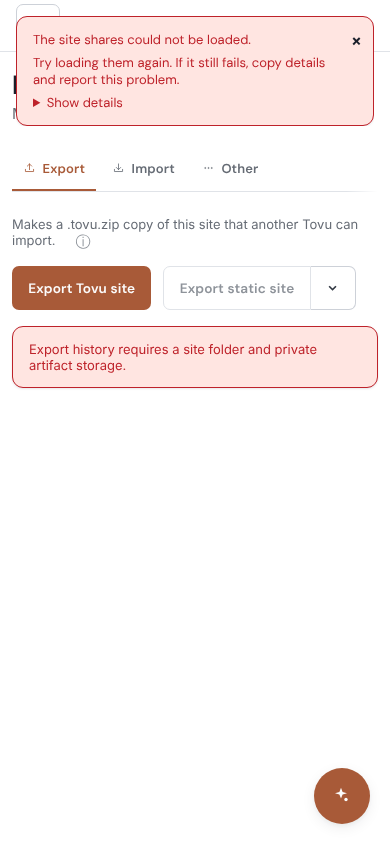 The site shares could not be loaded.
Try loading them again. If it still fails, copy details
and report this problem.
Show details
Export
Import
Other
Makes a .tovu.zip copy of this site that another Tovu can
import.
Export Tovu site
Export static site
Export history requires a site folder and private
artifact storage.